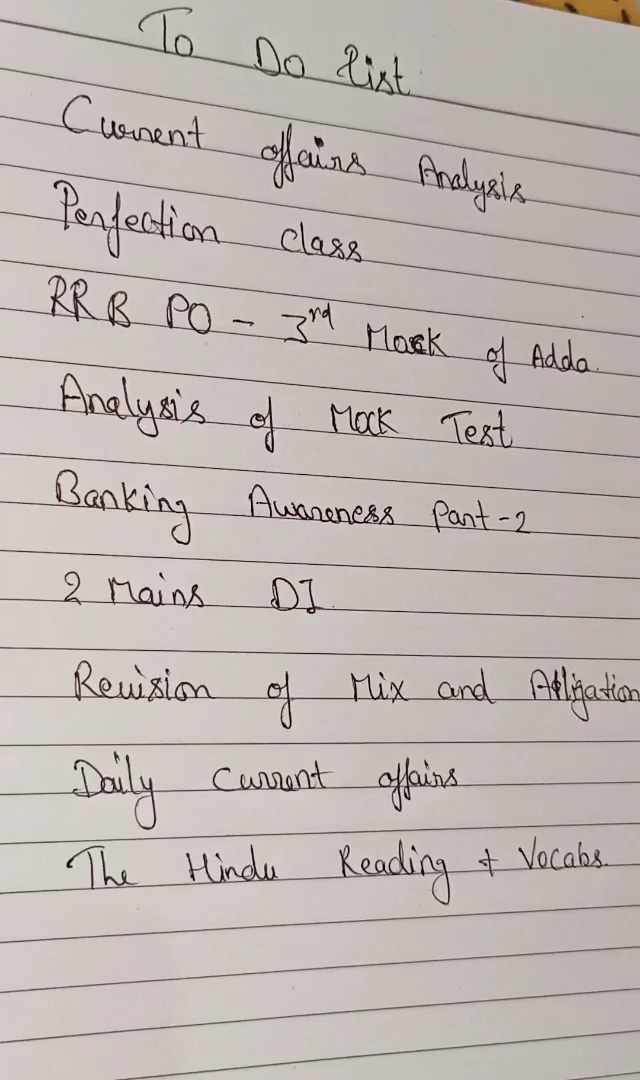 To Do list
Current affairs Analysis
Perfection class
RRB PO - 3rd Mock of Adda.
Analysis of Mock Test
Banking Awareness Part-2
2 Mains DI
Revision of Mix and Alligation
Daily Current affairs
The Hindu Reading + Vocabs.